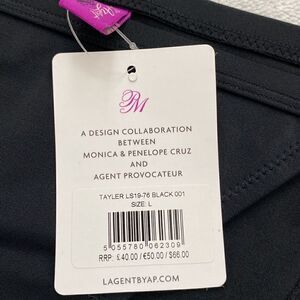 PM
A DESIGN COLLABORATION
BETWEEN
MONICA & PENELOPE CRUZ
AND
AGENT PROVOCATEUR
TAYLER LS19-76 BLACK 001
SIZE: L
5 055780 062309
RRP: £40.00 / €50.00 / $66.00
LAGENTBYAP.COM